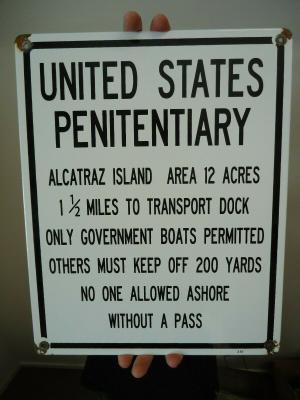 UNITED STATES
PENITENTIARY
ALCATRAZ ISLAND AREA 12 ACRES
1 ½ MILES TO TRANSPORT DOCK
ONLY GOVERNMENT BOATS PERMITTED
OTHERS MUST KEEP OFF 200 YARDS
NO ONE ALLOWED ASHORE
WITHOUT A PASS